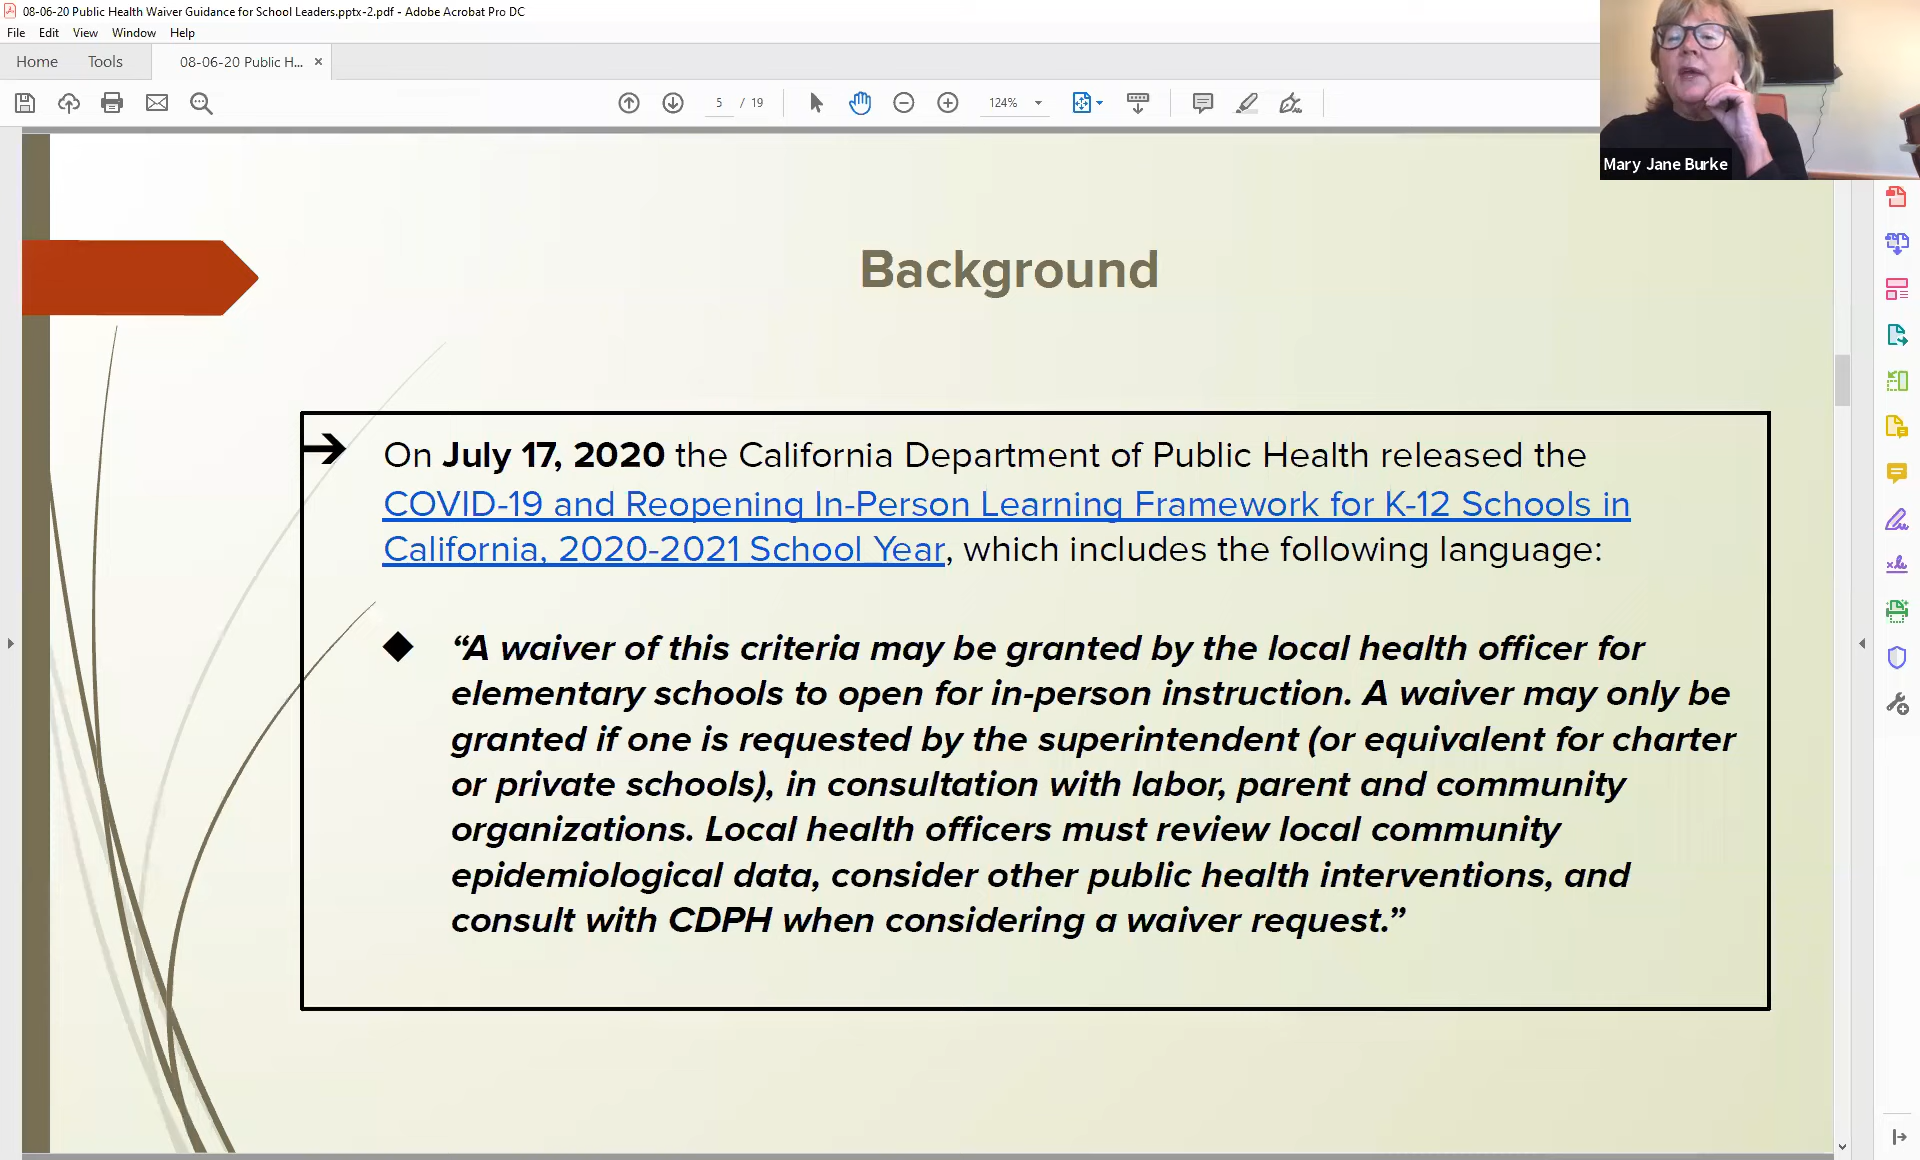 08-06-20 Public Health Waiver Guidance for School Leaders.pptx-2.pdf - Adobe Acrobat Pro DC
File Edit View Window Help
Home Tools 08-06-20 Public H... ×
5 / 19 124%
Mary Jane Burke
Background
On July 17, 2020 the California Department of Public Health released the
COVID-19 and Reopening In-Person Learning Framework for K-12 Schools in
California, 2020-2021 School Year, which includes the following language:
“A waiver of this criteria may be granted by the local health officer for
elementary schools to open for in-person instruction. A waiver may only be
granted if one is requested by the superintendent (or equivalent for charter
or private schools), in consultation with labor, parent and community
organizations. Local health officers must review local community
epidemiological data, consider other public health interventions, and
consult with CDPH when considering a waiver request.”